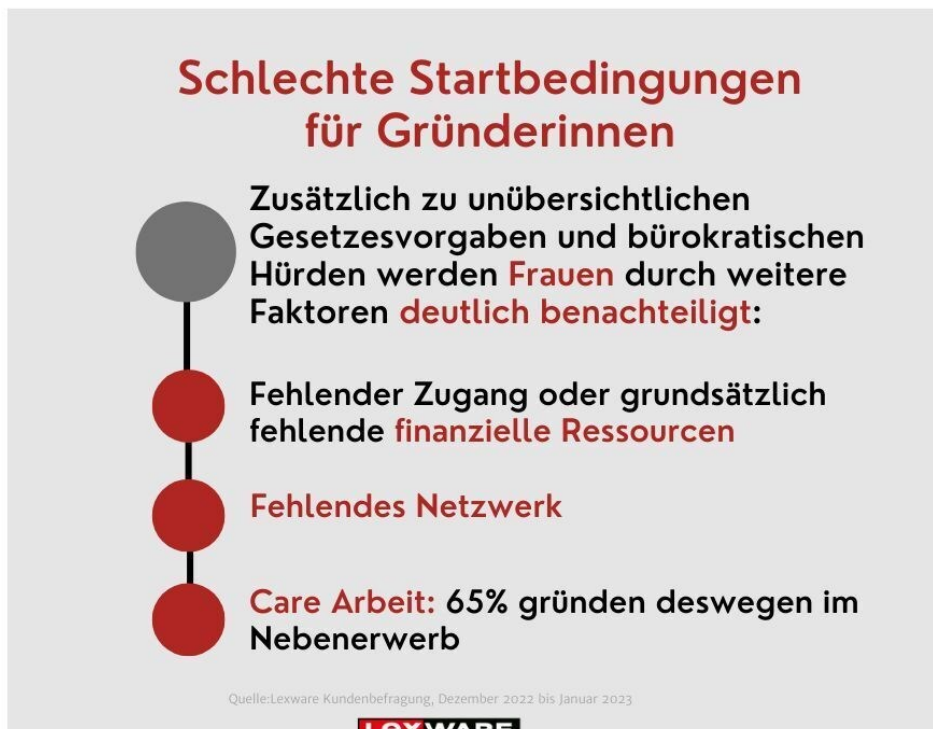 Schlechte Startbedingungen
für Gründerinnen
Zusätzlich zu unübersichtlichen
Gesetzesvorgaben und bürokratischen
Hürden werden Frauen durch weitere
Faktoren deutlich benachteiligt:
Fehlender Zugang oder grundsätzlich
fehlende finanzielle Ressourcen
Fehlendes Netzwerk
Care Arbeit: 65% gründen deswegen im
Nebenerwerb
Quelle:Lexware Kundenbefragung, Dezember 2022 bis Januar 2023
LEXWARE